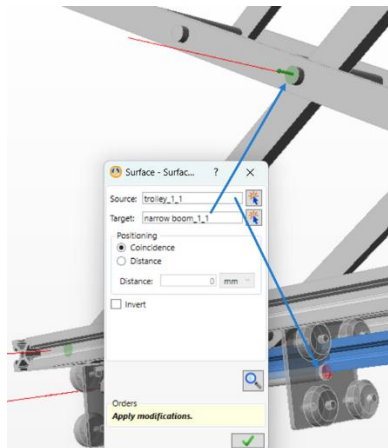 Surface - Surfac... ? ×
Source: trolley_1_1
Target: narrow boom_1_1
Positioning
Coincidence
Distance
Distance: 0 mm
Invert
Orders
Apply modifications.